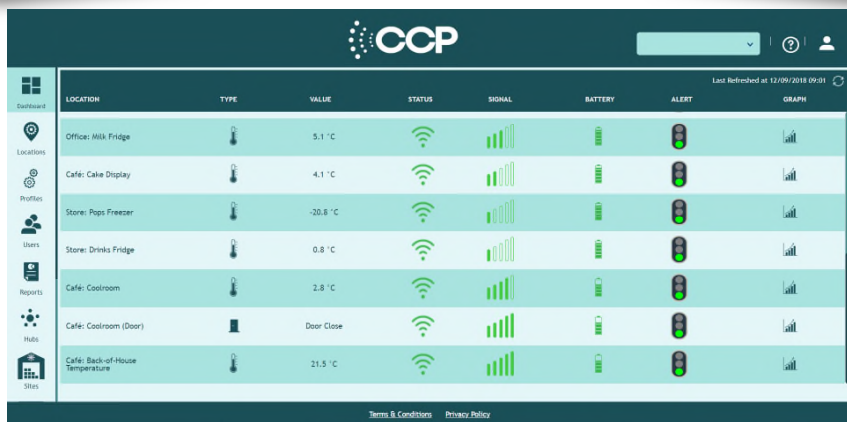 CCP
Last Refreshed at 12/09/2018 09:01
LOCATION TYPE VALUE STATUS SIGNAL BATTERY ALERT GRAPH
Dashboard
Office: Milk Fridge 5.1 °C
Locations
Café: Cake Display 4.1 °C
Profiles
Store: Pops Freezer -20.8 °C
Users
Store: Drinks Fridge 0.8 °C
Reports
Café: Coolroom 2.8 °C
Hubs
Café: Coolroom (Door) Door Close
Sites
Café: Back-of-House
Temperature 21.5 °C
Terms & Conditions Privacy Policy